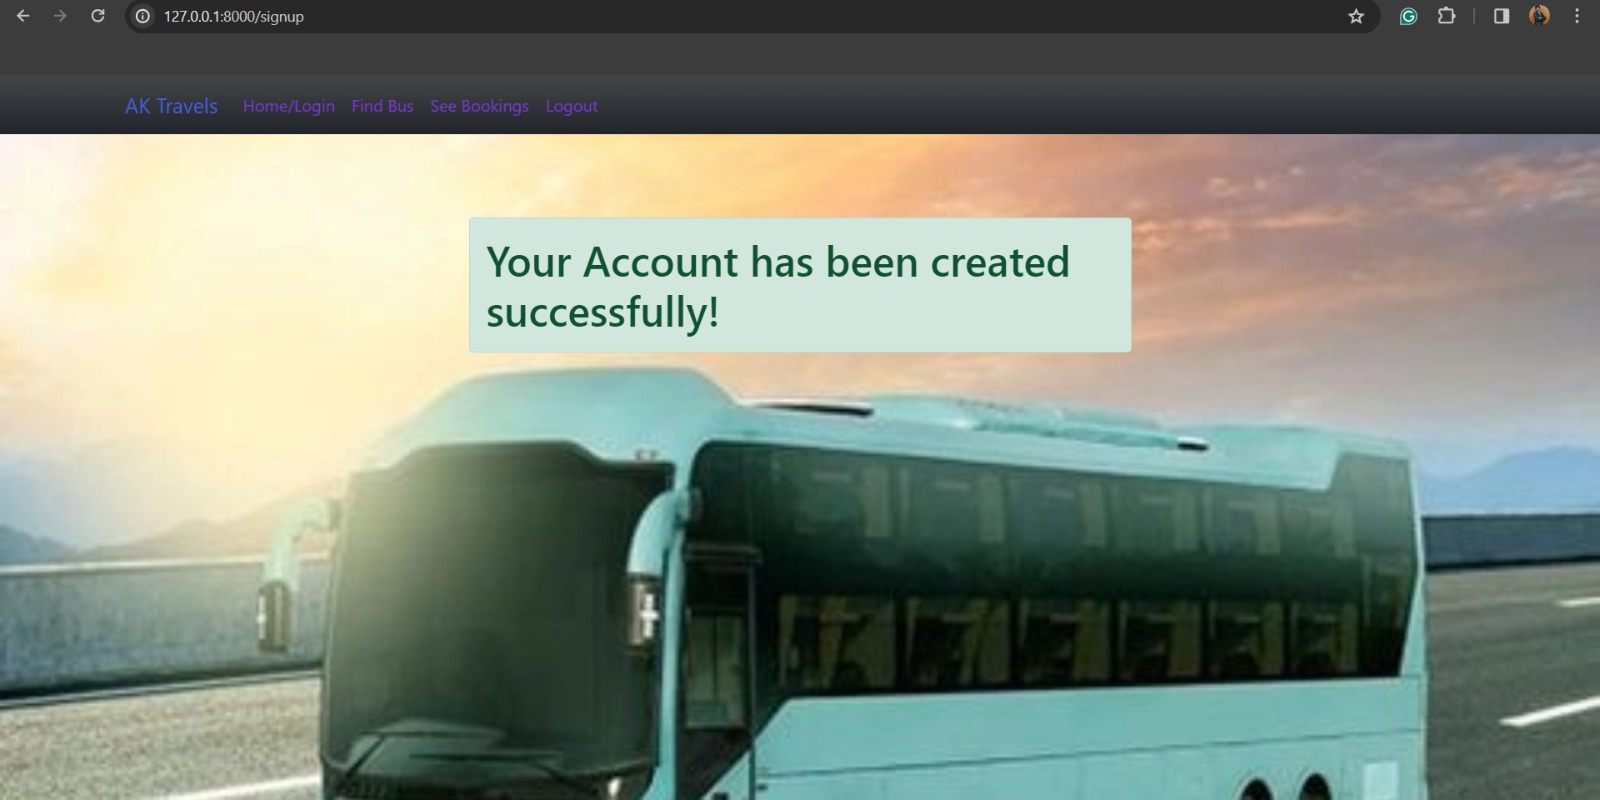 127.0.0.1:8000/signup
AK Travels Home/Login Find Bus See Bookings Logout
Your Account has been created
successfully!